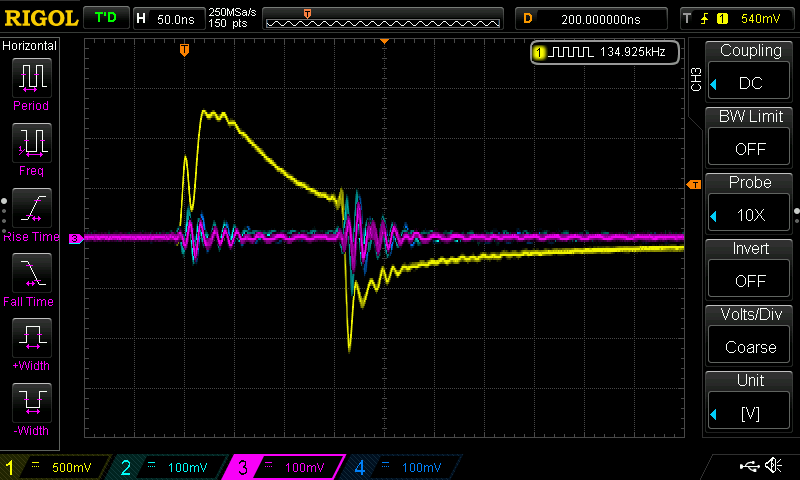 RIGOL T'D H 50.0ns 250MSa/s
150 pts
T D 200.000000ns T 1 540mV
Horizontal
Period
Freq
Rise Time
Fall Time
+Width
-Width
T
1 134.925kHz
3
T
CH3
Coupling
DC
BW Limit
OFF
Probe
10X
Invert
OFF
Volts/Div
Coarse
Unit
[V]
1 500mV 2 100mV 3 100mV 4 100mV